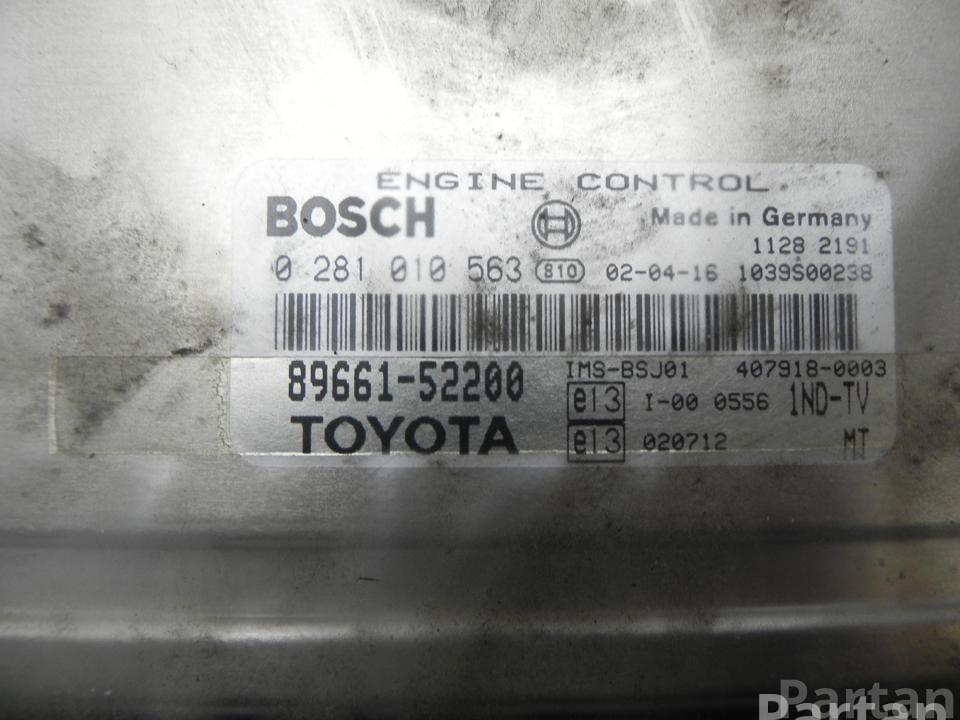 ENGINE CONTROL.
BOSCH
Made in Germany
1128 2191
0 281 010 563 810 02-04-16 1039S00238
89661-52200
IMS-BSJ01 407918-0003
e13 I-00 0556 1ND-TV
TOYOTA
e13 020712 MT
Partan
Partan